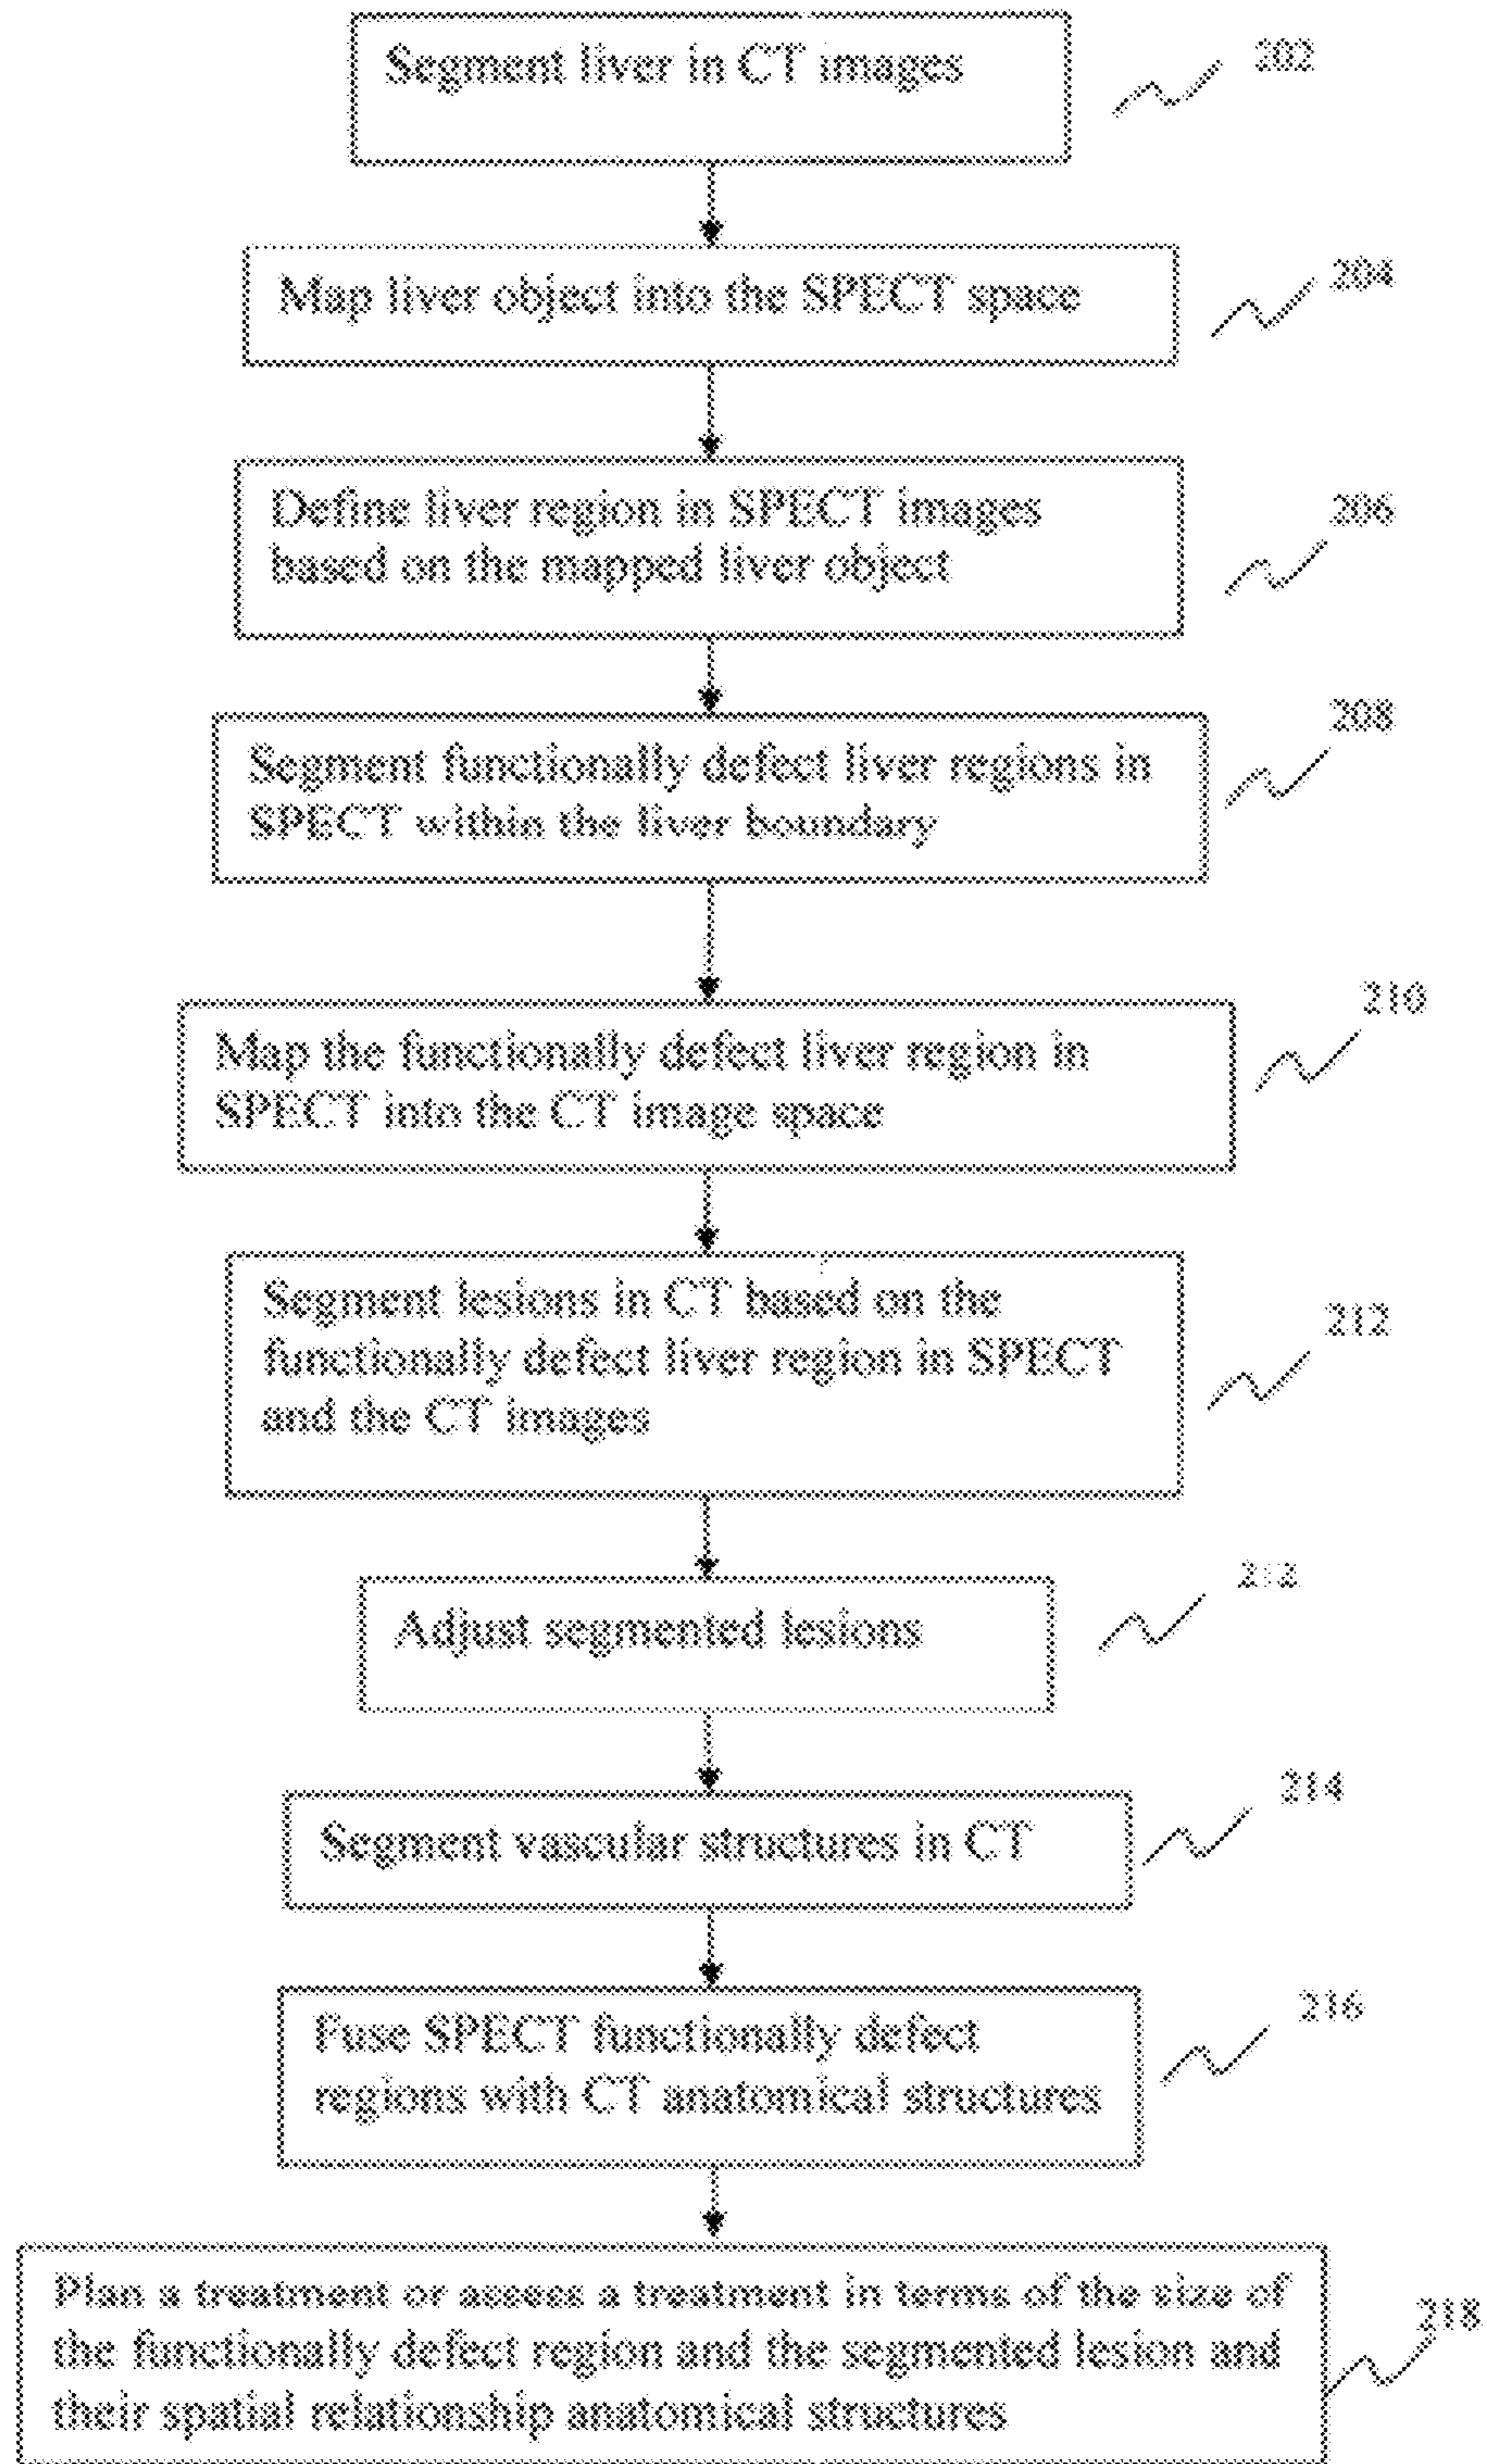 Segment liver in CT images
202
Map liver object into the SPECT space
204
Define liver region in SPECT images
based on the mapped liver object
206
Segment functionally defect liver regions in
SPECT within the liver boundary
208
Map the functionally defect liver region in
SPECT into the CT image space
210
Segment lesions in CT based on the
functionally defect liver region in SPECT
and the CT images
212
Adjust segmented lesions
212
Segment vascular structures in CT
214
Fuse SPECT functionally defect
regions with CT anatomical structures
216
Plan a treatment or assess a treatment in terms of the size of
the functionally defect region and the segmented lesion and
their spatial relationship anatomical structures
218